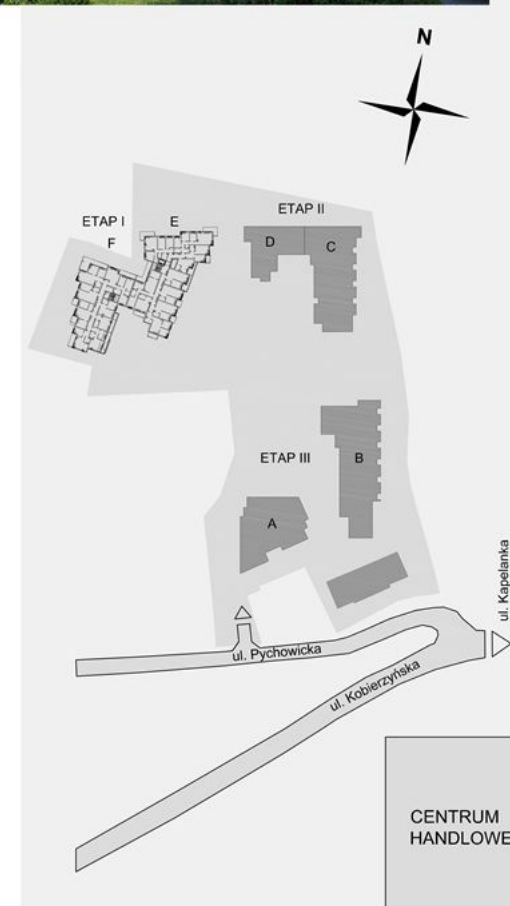 N
ETAP I
E
F
ETAP II
D
C
ETAP III
B
A
ul. Kapelanka
ul. Pychowicka
ul. Kobierzyńska
CENTRUM
HANDLOWE